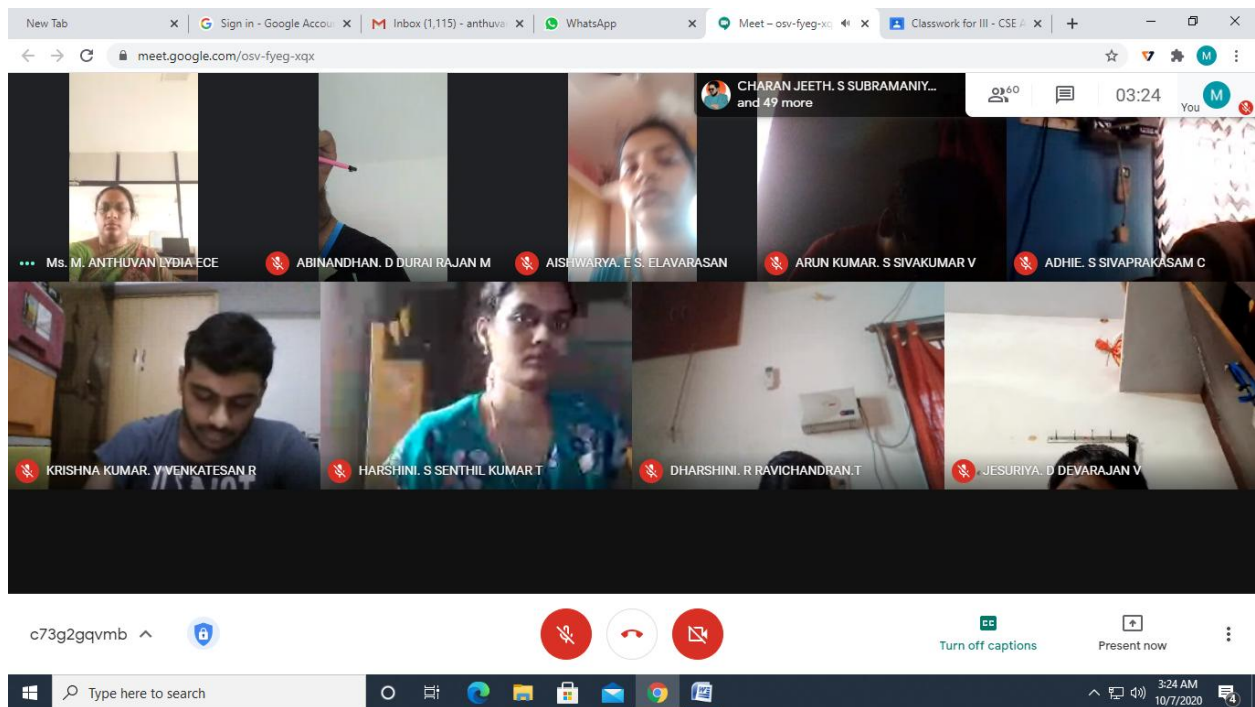 New Tab
Sign in - Google Accou
Inbox (1,115) - anthuva
WhatsApp
Meet – osv-fyeg-xq
Classwork for III - CSE A
meet.google.com/osv-fyeg-xqx
M
CHARAN JEETH. S SUBRAMANIY...
and 49 more
60
03:24
You
M
Ms. M. ANTHUVAN LYDIA ECE
ABINANDHAN. D DURAI RAJAN M
AISHWARYA. E S. ELAVARASAN
ARUN KUMAR. S SIVAKUMAR V
ADHIE. S SIVAPRAKASAM C
KRISHNA KUMAR. V VENKATESAN R
HARSHINI. S SENTHIL KUMAR T
DHARSHINI. R RAVICHANDRAN.T
JESURIYA. D DEVARAJAN V
c73g2gqvmb
CC
Turn off captions
Present now
Type here to search
3:24 AM
10/7/2020
4